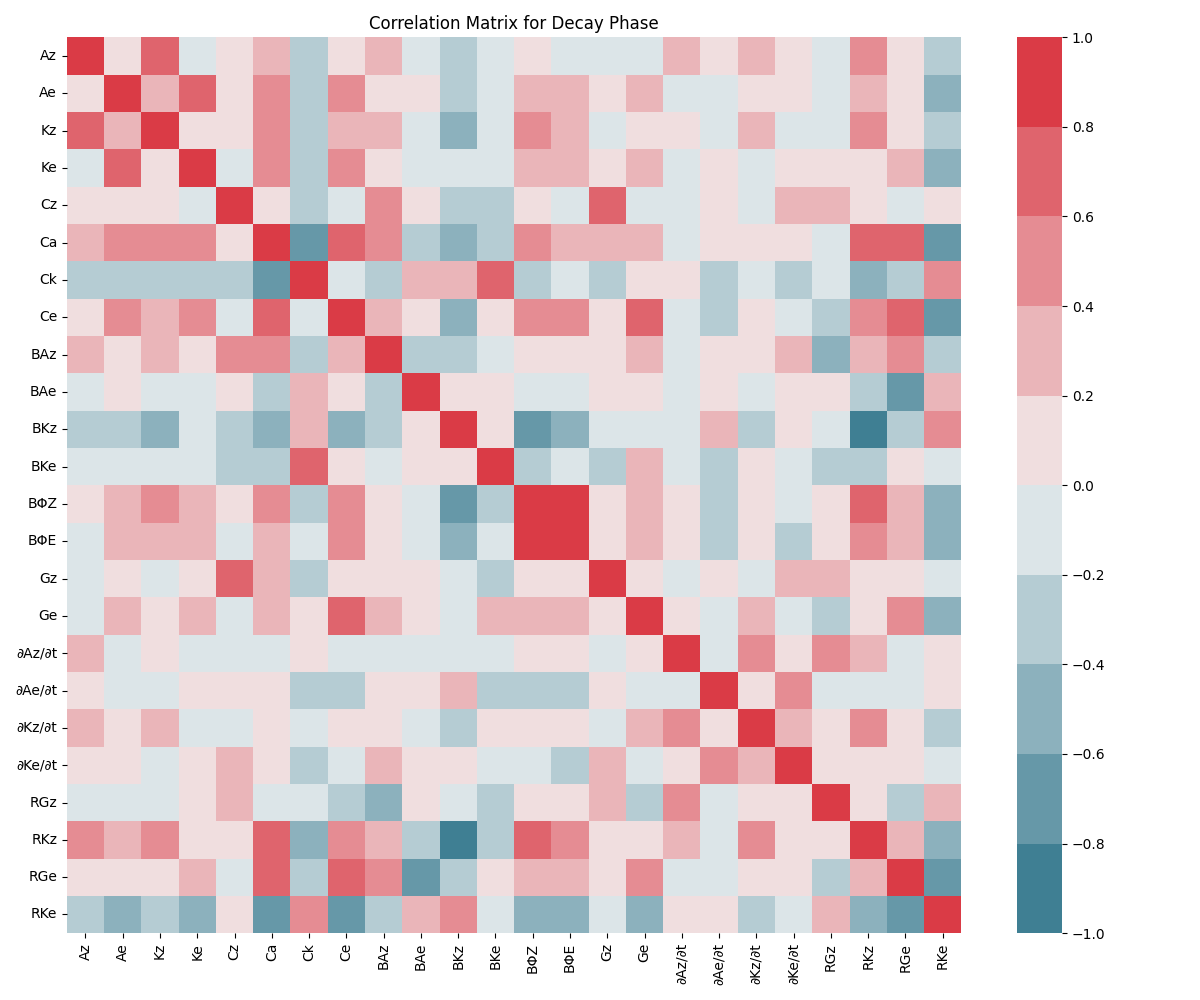 Correlation Matrix for Decay Phase
Az
Ae
Kz
Ke
Cz
Ca
Ck
Ce
BAz
BAe
BKz
BKe
BΦZ
BΦE
Gz
Ge
∂Az/∂t
∂Ae/∂t
∂Kz/∂t
∂Ke/∂t
RGz
RKz
RGe
RKe
Az
Ae
Kz
Ke
Cz
Ca
Ck
Ce
BAz
BAe
BKz
BKe
BΦZ
BΦE
Gz
Ge
∂Az/∂t
∂Ae/∂t
∂Kz/∂t
∂Ke/∂t
RGz
RKz
RGe
RKe
1.0
0.8
0.6
0.4
0.2
0.0
−0.2
−0.4
−0.6
−0.8
−1.0